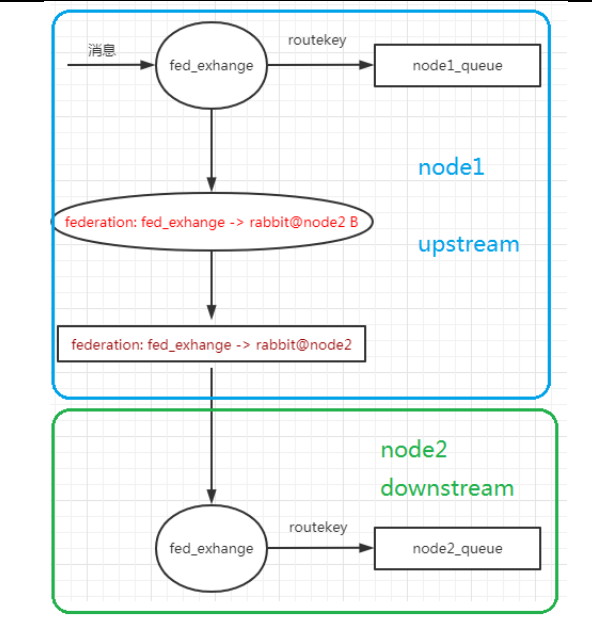 消息
routekey
fed_exhange
node1_queue
node1
federation: fed_exhange -> rabbit@node2 B
upstream
federation: fed_exhange -> rabbit@node2
node2
downstream
routekey
fed_exhange
node2_queue